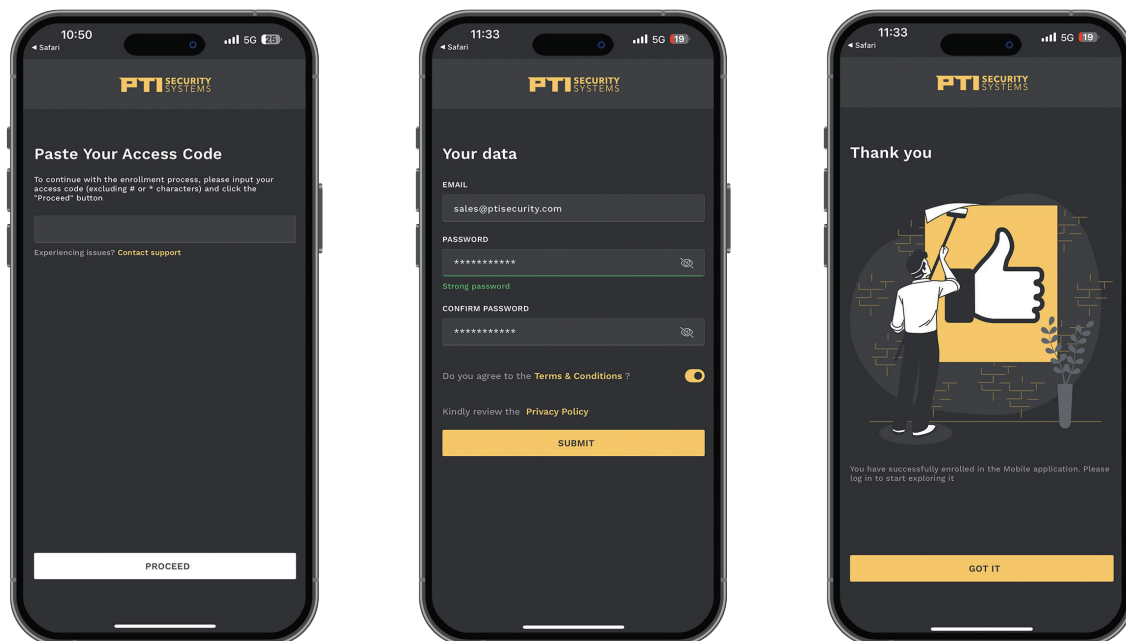 10:50
◄ Safari
5G 25
PTI SECURITY SYSTEMS
Paste Your Access Code
To continue with the enrollment process, please input your
access code (excluding # or * characters) and click the
"Proceed" button
Experiencing issues? Contact support
PROCEED
11:33
◄ Safari
5G 19
PTI SECURITY SYSTEMS
Your data
EMAIL
sales@ptisecurity.com
PASSWORD
***********
Strong password
CONFIRM PASSWORD
***********
Do you agree to the Terms & Conditions ?
Kindly review the Privacy Policy
SUBMIT
11:33
◄ Safari
5G 19
PTI SECURITY SYSTEMS
Thank you
You have successfully enrolled in the Mobile application. Please
log in to start exploring it
GOT IT